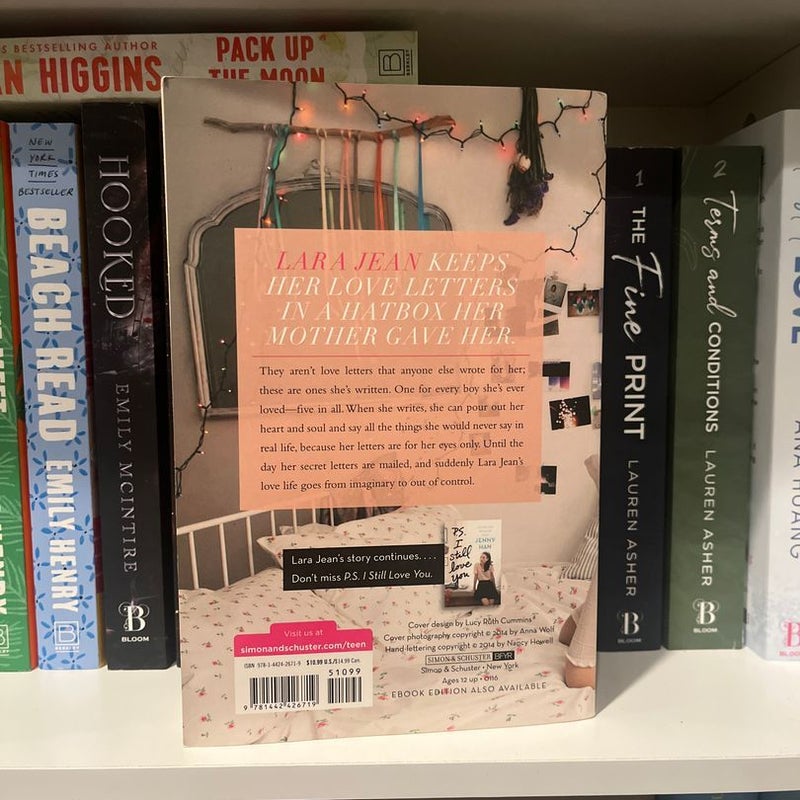 S BESTSELLING AUTHOR
N HIGGINS
PACK UP
THE MOON
BERKLEY
NEW
YORK
TIMES
BESTSELLER
BEACH READ
EMILY HENRY
BERKLEY
HOOKED
EMILY MCINTIRE
B
BLOOM
LARA JEAN KEEPS
HER LOVE LETTERS
IN A HATBOX HER
MOTHER GAVE HER.
They aren't love letters that anyone else wrote for her;
these are ones she's written. One for every boy she's ever
loved—five in all. When she writes, she can pour out her
heart and soul and say all the things she would never say in
real life, because her letters are for her eyes only. Until the
day her secret letters are mailed, and suddenly Lara Jean's
love life goes from imaginary to out of control.
Lara Jean's story continues. . . .
Don't miss P.S. I Still Love You.
P.S.
I
still
love
you
JENNY
HAN
Visit us at
simonandschuster.com/teen
ISBN 978-1-4424-2671-9 $10.99 U.S./$14.99 Can.
51099
9 781442 426719
Cover design by Lucy Ruth Cummins
Cover photography copyright © 2014 by Anna Wolf
Hand-lettering copyright © 2014 by Nancy Howell
SIMON & SCHUSTER BFYR
Simon & Schuster • New York
Ages 12 up • 0116
EBOOK EDITION ALSO AVAILABLE
1
THE Fine PRINT
LAUREN ASHER
B
BLOOM
2
Terms and CONDITIONS
LAUREN ASHER
B
BLOOM
LOVE
ANA HUANG
B